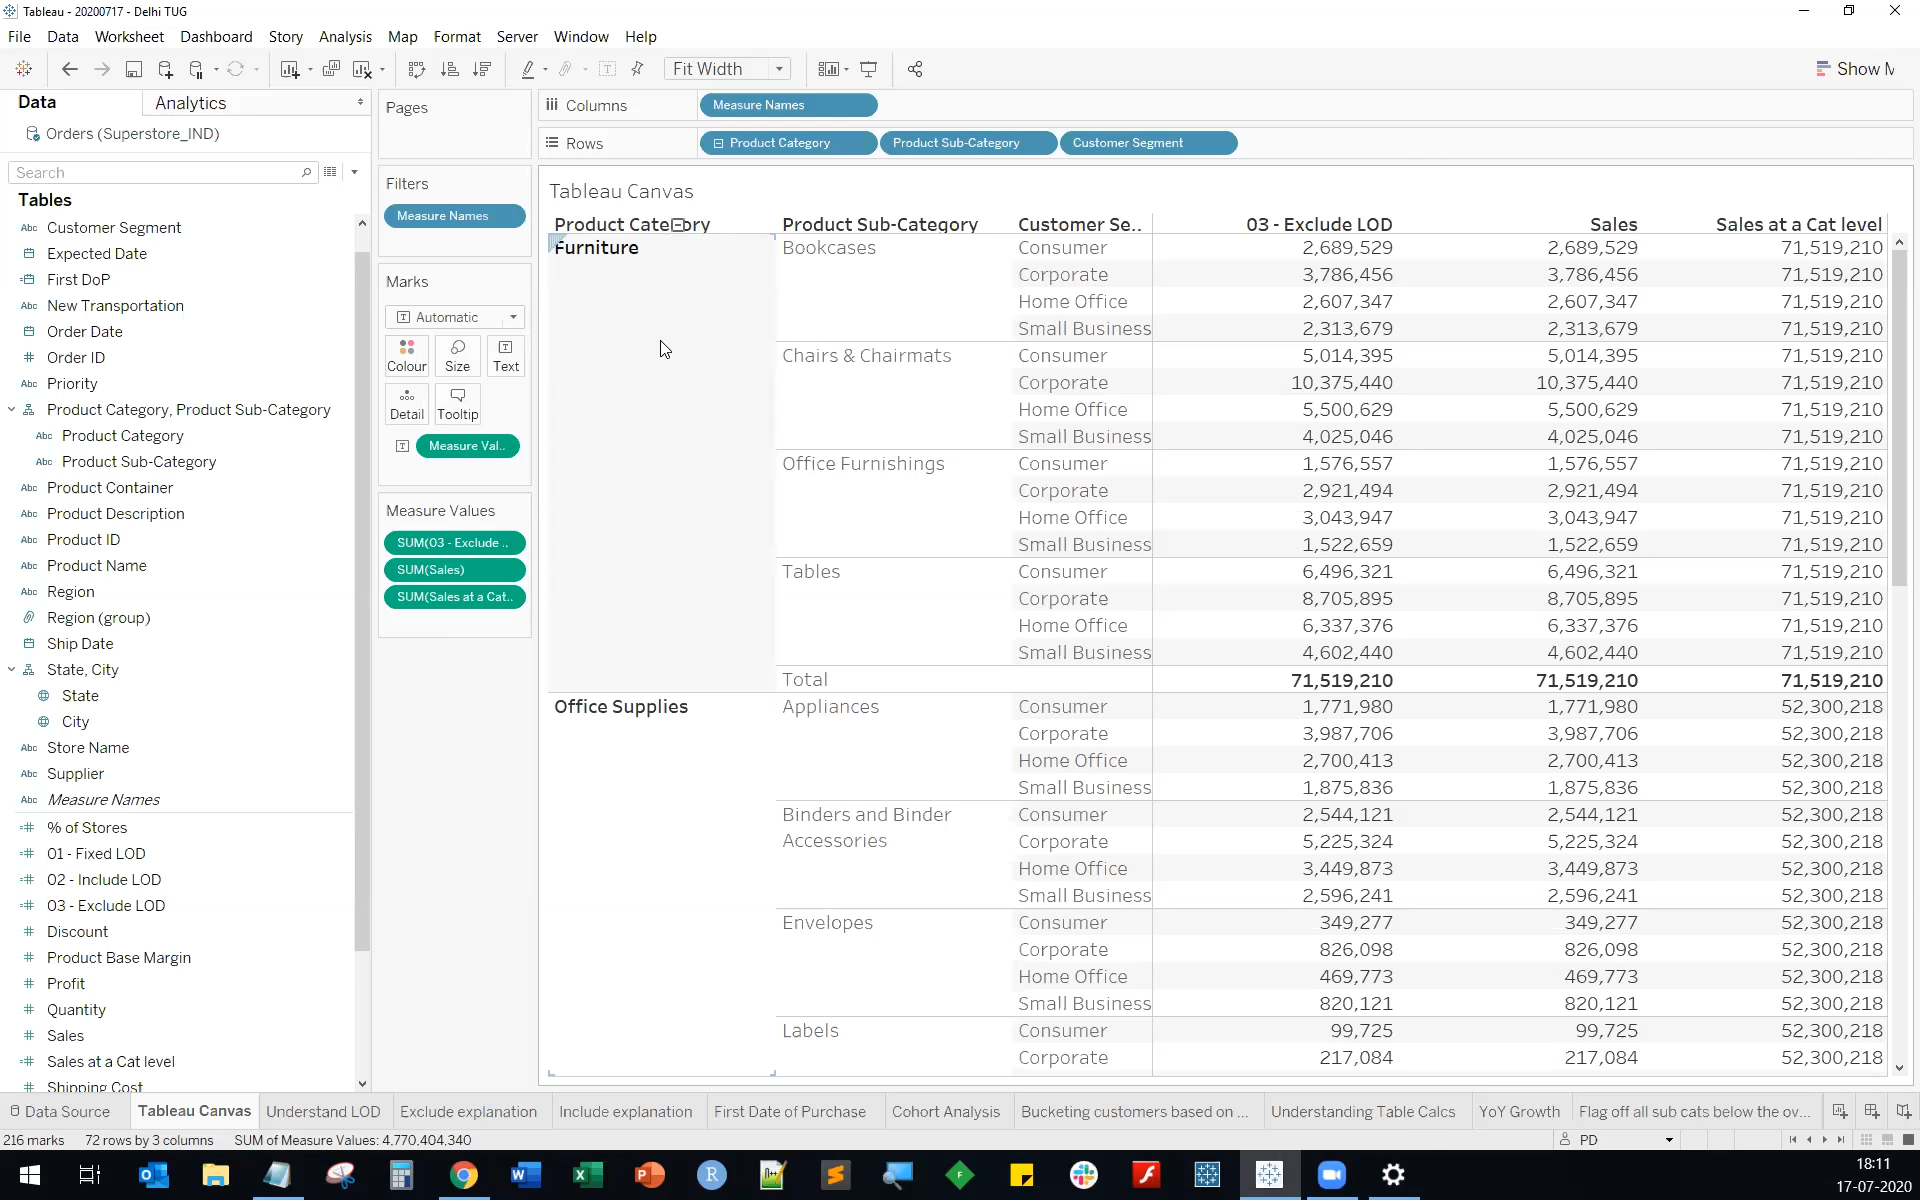 Tableau - 20200717 - Delhi TUG
File Data Worksheet Dashboard Story Analysis Map Format Server Window Help
Fit Width
Show
Data Analytics
Orders (Superstore_IND)
Search
Tables
Abc Customer Segment
Expected Date
First DoP
Abc New Transportation
Order Date
# Order ID
Abc Priority
Product Category, Product Sub-Category
Abc Product Category
Abc Product Sub-Category
Abc Product Container
Abc Product Description
Abc Product ID
Abc Product Name
Abc Region
Region (group)
Ship Date
State, City
State
City
Abc Store Name
Abc Supplier
Abc Measure Names
=# % of Stores
=# 01 - Fixed LOD
=# 02 - Include LOD
=# 03 - Exclude LOD
# Discount
# Product Base Margin
# Profit
# Quantity
# Sales
=# Sales at a Cat level
# Shipping Cost
Pages
Filters
Measure Names
Marks
Automatic
Colour Size Text
Detail Tooltip
Measure Val..
Measure Values
SUM(03 - Exclude ..
SUM(Sales)
SUM(Sales at a Cat..
Columns Measure Names
Rows Product Category Product Sub-Category Customer Segment
Tableau Canvas
Product Category Product Sub-Category Customer Se.. 03 - Exclude LOD Sales Sales at a Cat level
Furniture Bookcases Consumer 2,689,529 2,689,529 71,519,210
Corporate 3,786,456 3,786,456 71,519,210
Home Office 2,607,347 2,607,347 71,519,210
Small Business 2,313,679 2,313,679 71,519,210
Chairs & Chairmats Consumer 5,014,395 5,014,395 71,519,210
Corporate 10,375,440 10,375,440 71,519,210
Home Office 5,500,629 5,500,629 71,519,210
Small Business 4,025,046 4,025,046 71,519,210
Office Furnishings Consumer 1,576,557 1,576,557 71,519,210
Corporate 2,921,494 2,921,494 71,519,210
Home Office 3,043,947 3,043,947 71,519,210
Small Business 1,522,659 1,522,659 71,519,210
Tables Consumer 6,496,321 6,496,321 71,519,210
Corporate 8,705,895 8,705,895 71,519,210
Home Office 6,337,376 6,337,376 71,519,210
Small Business 4,602,440 4,602,440 71,519,210
Total 71,519,210 71,519,210 71,519,210
Office Supplies Appliances Consumer 1,771,980 1,771,980 52,300,218
Corporate 3,987,706 3,987,706 52,300,218
Home Office 2,700,413 2,700,413 52,300,218
Small Business 1,875,836 1,875,836 52,300,218
Binders and Binder Accessories Consumer 2,544,121 2,544,121 52,300,218
Corporate 5,225,324 5,225,324 52,300,218
Home Office 3,449,873 3,449,873 52,300,218
Small Business 2,596,241 2,596,241 52,300,218
Envelopes Consumer 349,277 349,277 52,300,218
Corporate 826,098 826,098 52,300,218
Home Office 469,773 469,773 52,300,218
Small Business 820,121 820,121 52,300,218
Labels Consumer 99,725 99,725 52,300,218
Corporate 217,084 217,084 52,300,218
Data Source Tableau Canvas Understand LOD Exclude explanation Include explanation First Date of Purchase Cohort Analysis Bucketing customers based on ... Understanding Table Calcs YoY Growth Flag off all sub cats below the ov...
216 marks 72 rows by 3 columns SUM of Measure Values: 4,770,404,340 PD
18:11
17-07-2020